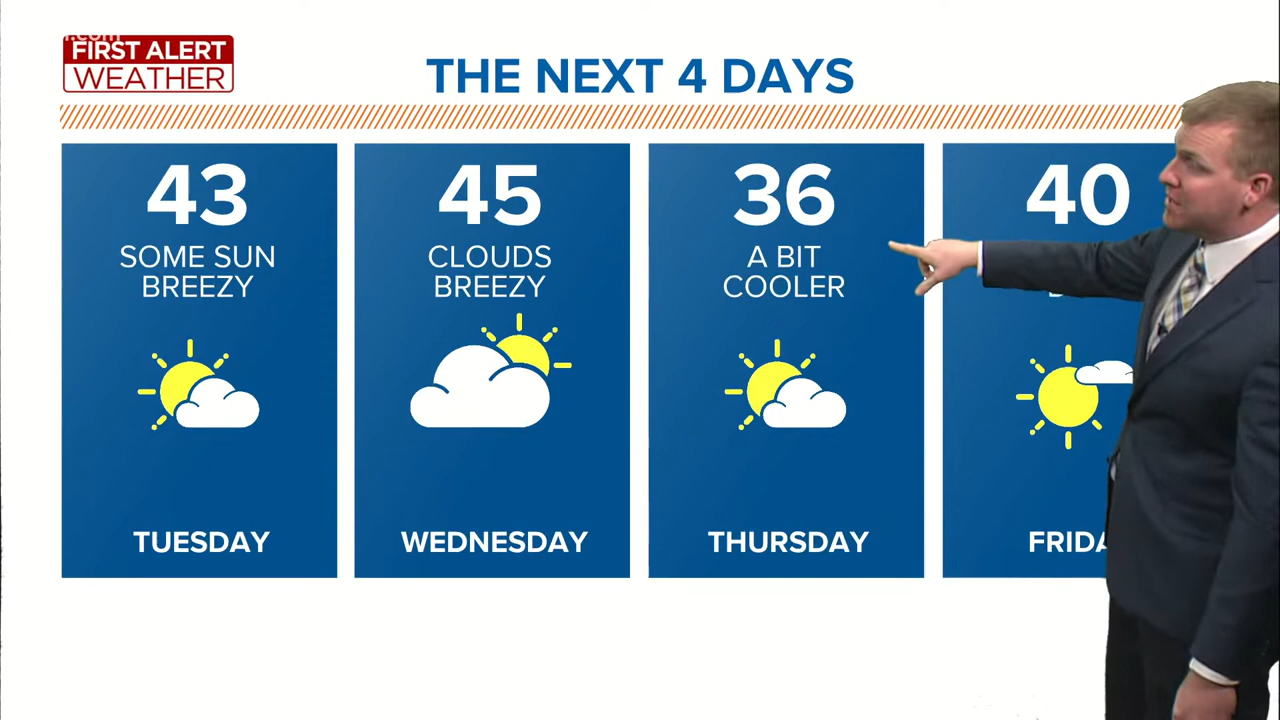 FIRST ALERT
WEATHER
THE NEXT 4 DAYS
43
SOME SUN
BREEZY
TUESDAY
45
CLOUDS
BREEZY
WEDNESDAY
36
A BIT
COOLER
THURSDAY
40